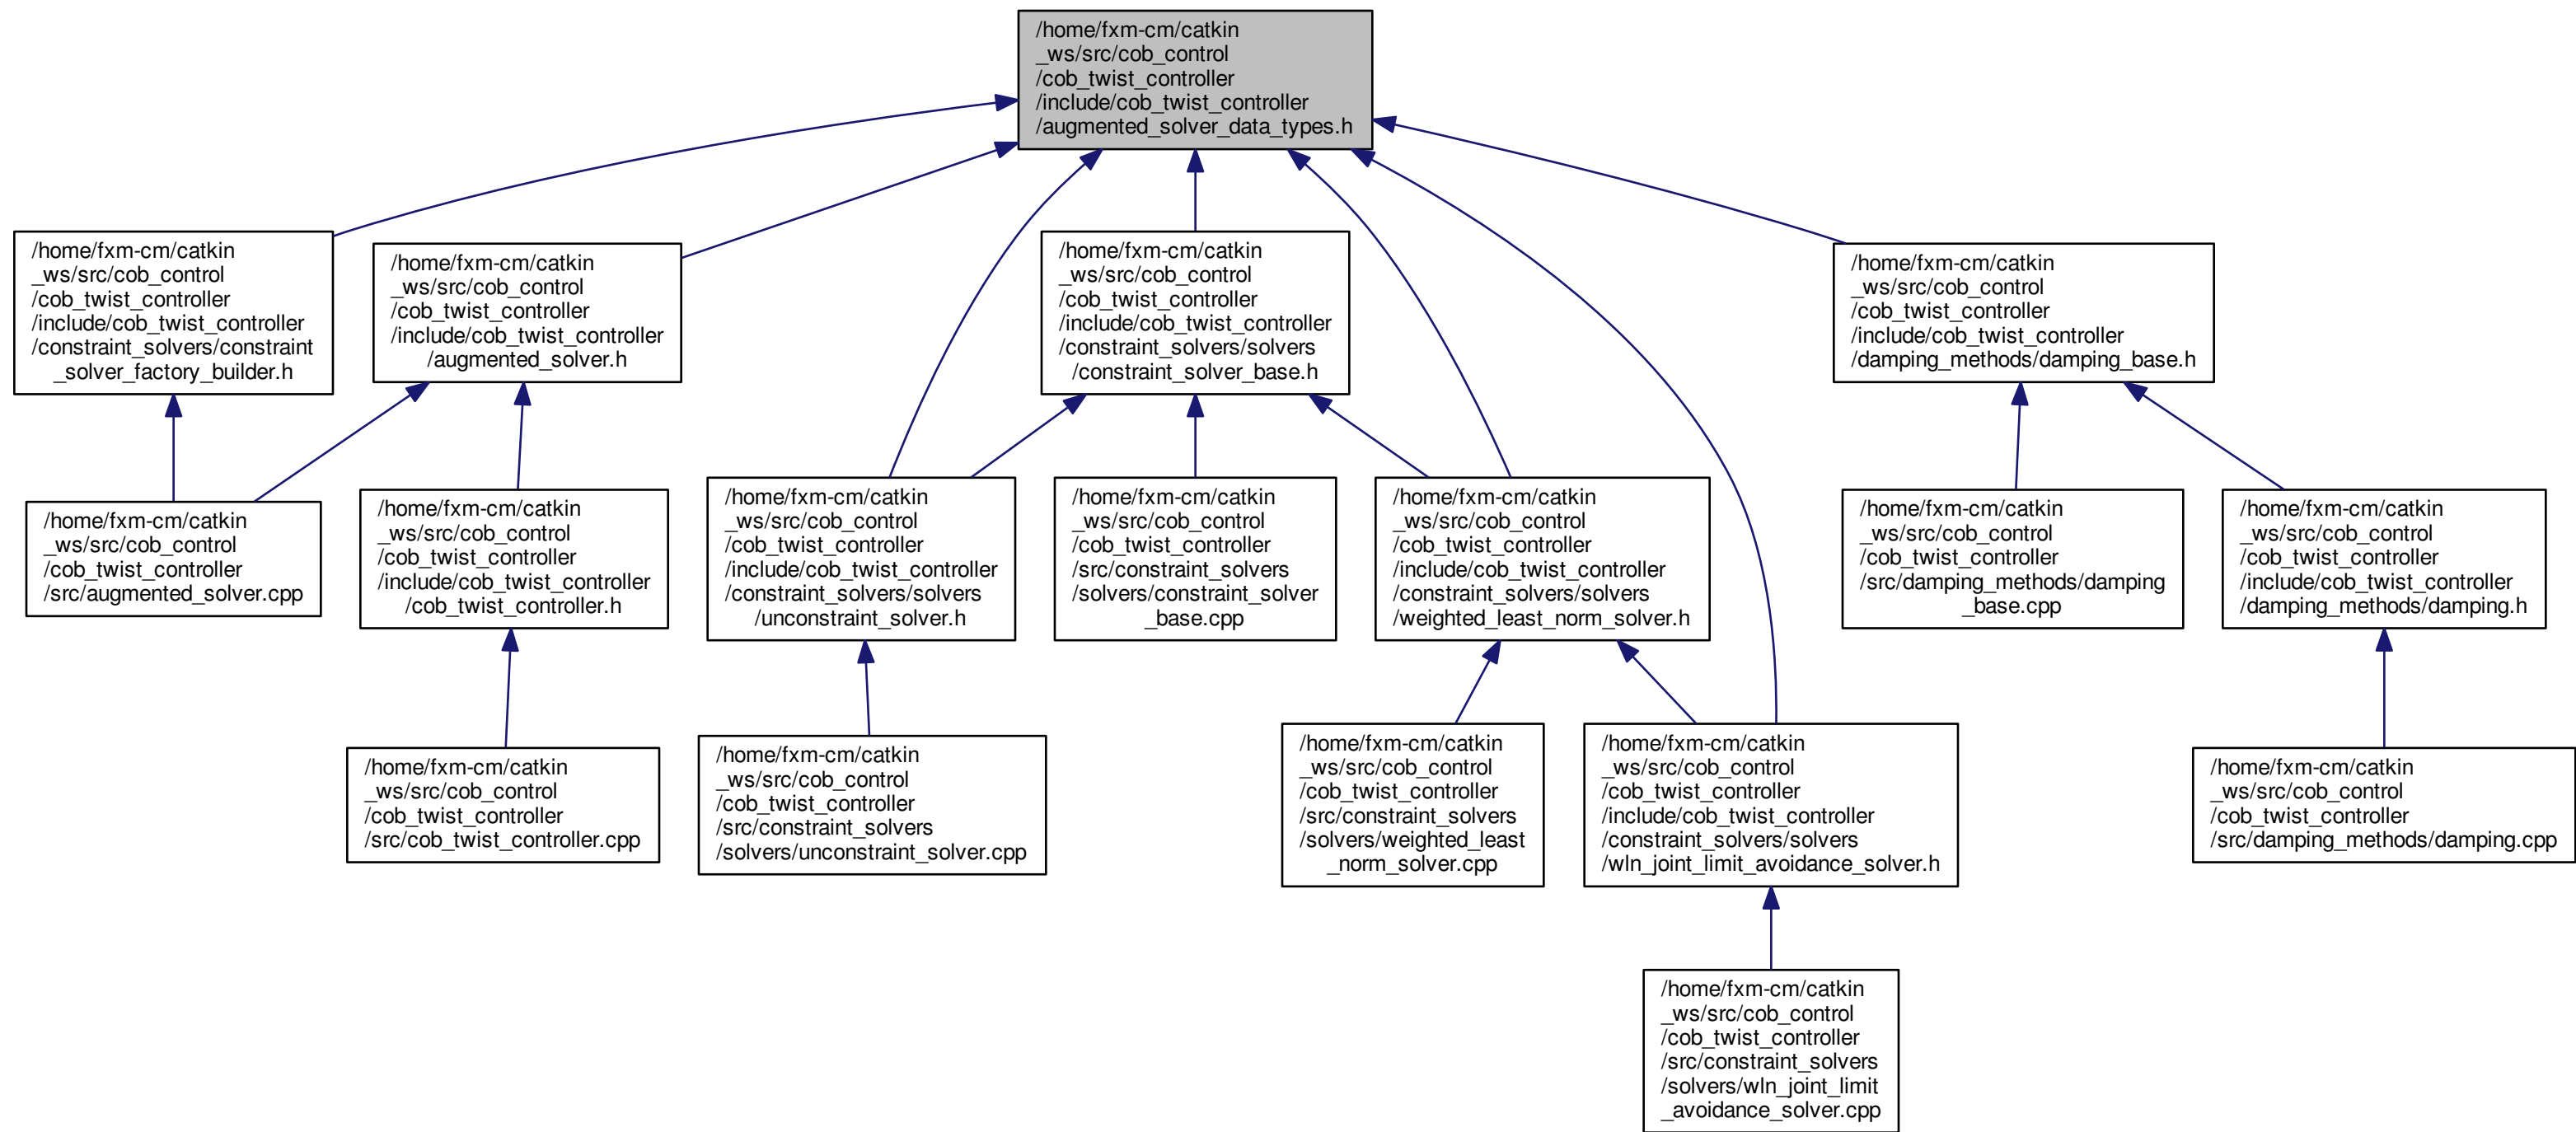 /home/fxm-cm/catkin
_ws/src/cob_control
/cob_twist_controller
/include/cob_twist_controller
/augmented_solver_data_types.h
/home/fxm-cm/catkin
_ws/src/cob_control
/cob_twist_controller
/include/cob_twist_controller
/constraint_solvers/constraint
_solver_factory_builder.h
/home/fxm-cm/catkin
_ws/src/cob_control
/cob_twist_controller
/include/cob_twist_controller
/augmented_solver.h
/home/fxm-cm/catkin
_ws/src/cob_control
/cob_twist_controller
/include/cob_twist_controller
/constraint_solvers/solvers
/constraint_solver_base.h
/home/fxm-cm/catkin
_ws/src/cob_control
/cob_twist_controller
/include/cob_twist_controller
/damping_methods/damping_base.h
/home/fxm-cm/catkin
_ws/src/cob_control
/cob_twist_controller
/src/augmented_solver.cpp
/home/fxm-cm/catkin
_ws/src/cob_control
/cob_twist_controller
/include/cob_twist_controller
/cob_twist_controller.h
/home/fxm-cm/catkin
_ws/src/cob_control
/cob_twist_controller
/include/cob_twist_controller
/constraint_solvers/solvers
/unconstraint_solver.h
/home/fxm-cm/catkin
_ws/src/cob_control
/cob_twist_controller
/src/constraint_solvers
/solvers/constraint_solver
_base.cpp
/home/fxm-cm/catkin
_ws/src/cob_control
/cob_twist_controller
/include/cob_twist_controller
/constraint_solvers/solvers
/weighted_least_norm_solver.h
/home/fxm-cm/catkin
_ws/src/cob_control
/cob_twist_controller
/src/damping_methods/damping
_base.cpp
/home/fxm-cm/catkin
_ws/src/cob_control
/cob_twist_controller
/include/cob_twist_controller
/damping_methods/damping.h
/home/fxm-cm/catkin
_ws/src/cob_control
/cob_twist_controller
/src/cob_twist_controller.cpp
/home/fxm-cm/catkin
_ws/src/cob_control
/cob_twist_controller
/src/constraint_solvers
/solvers/unconstraint_solver.cpp
/home/fxm-cm/catkin
_ws/src/cob_control
/cob_twist_controller
/src/constraint_solvers
/solvers/weighted_least
_norm_solver.cpp
/home/fxm-cm/catkin
_ws/src/cob_control
/cob_twist_controller
/include/cob_twist_controller
/constraint_solvers/solvers
/wln_joint_limit_avoidance_solver.h
/home/fxm-cm/catkin
_ws/src/cob_control
/cob_twist_controller
/src/damping_methods/damping.cpp
/home/fxm-cm/catkin
_ws/src/cob_control
/cob_twist_controller
/src/constraint_solvers
/solvers/wln_joint_limit
_avoidance_solver.cpp